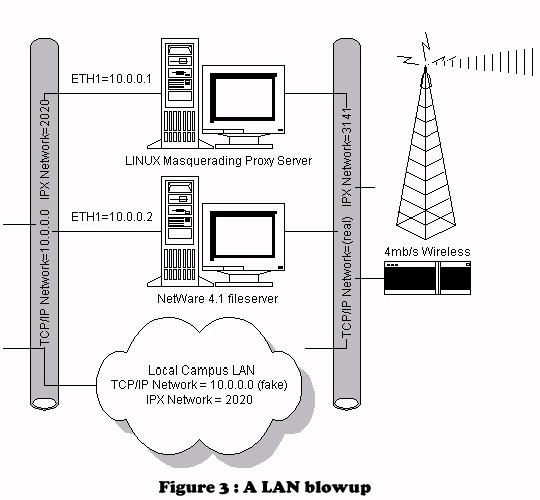 ETH1=10.0.0.1
LINUX Masquerading Proxy Server
TCP/IP Network=10.0.0.0 IPX Network=2020
TCP/IP Network=(real) IPX Network=3141
ETH1=10.0.0.2
NetWare 4.1 fileserver
4mb/s Wireless
Local Campus LAN
TCP/IP Network = 10.0.0.0 (fake)
IPX Network = 2020
Figure 3 : A LAN blowup